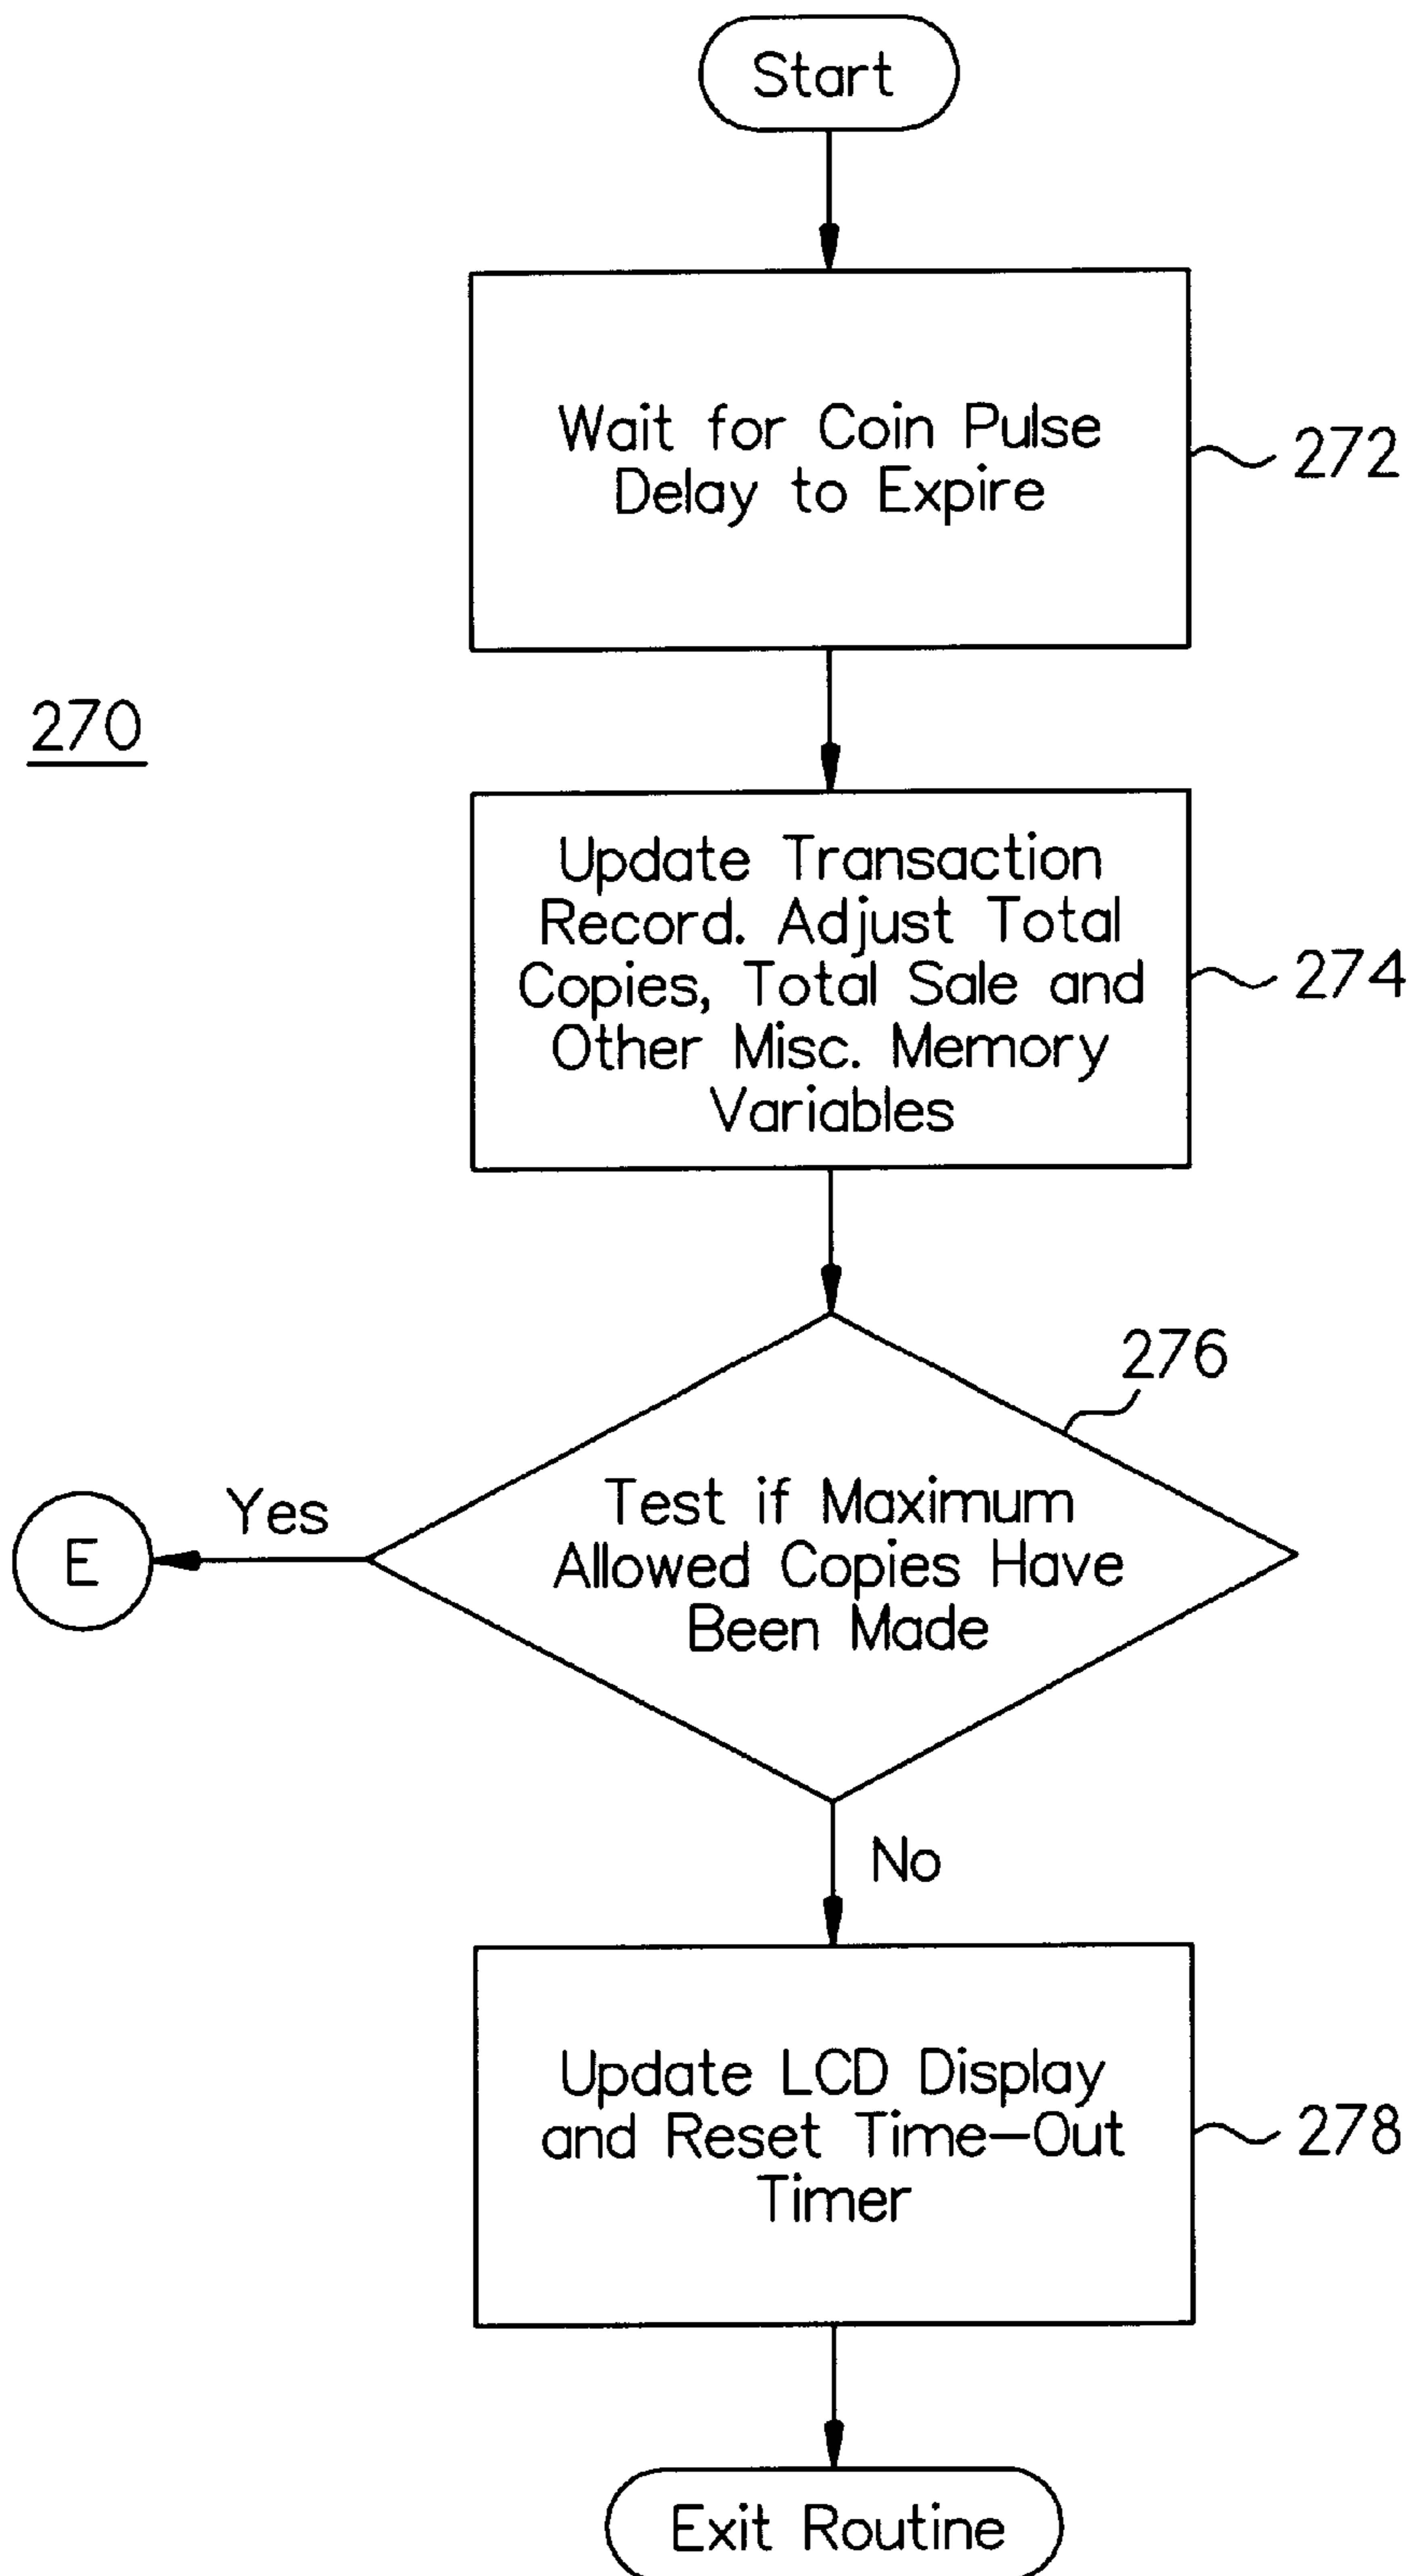 Start
Wait for Coin Pulse
Delay to Expire
272
270
Update Transaction
Record. Adjust Total
Copies, Total Sale and
Other Misc. Memory
Variables
274
276
Test if Maximum
Allowed Copies Have
Been Made
Yes
E
No
Update LCD Display
and Reset Time-Out
Timer
278
Exit Routine